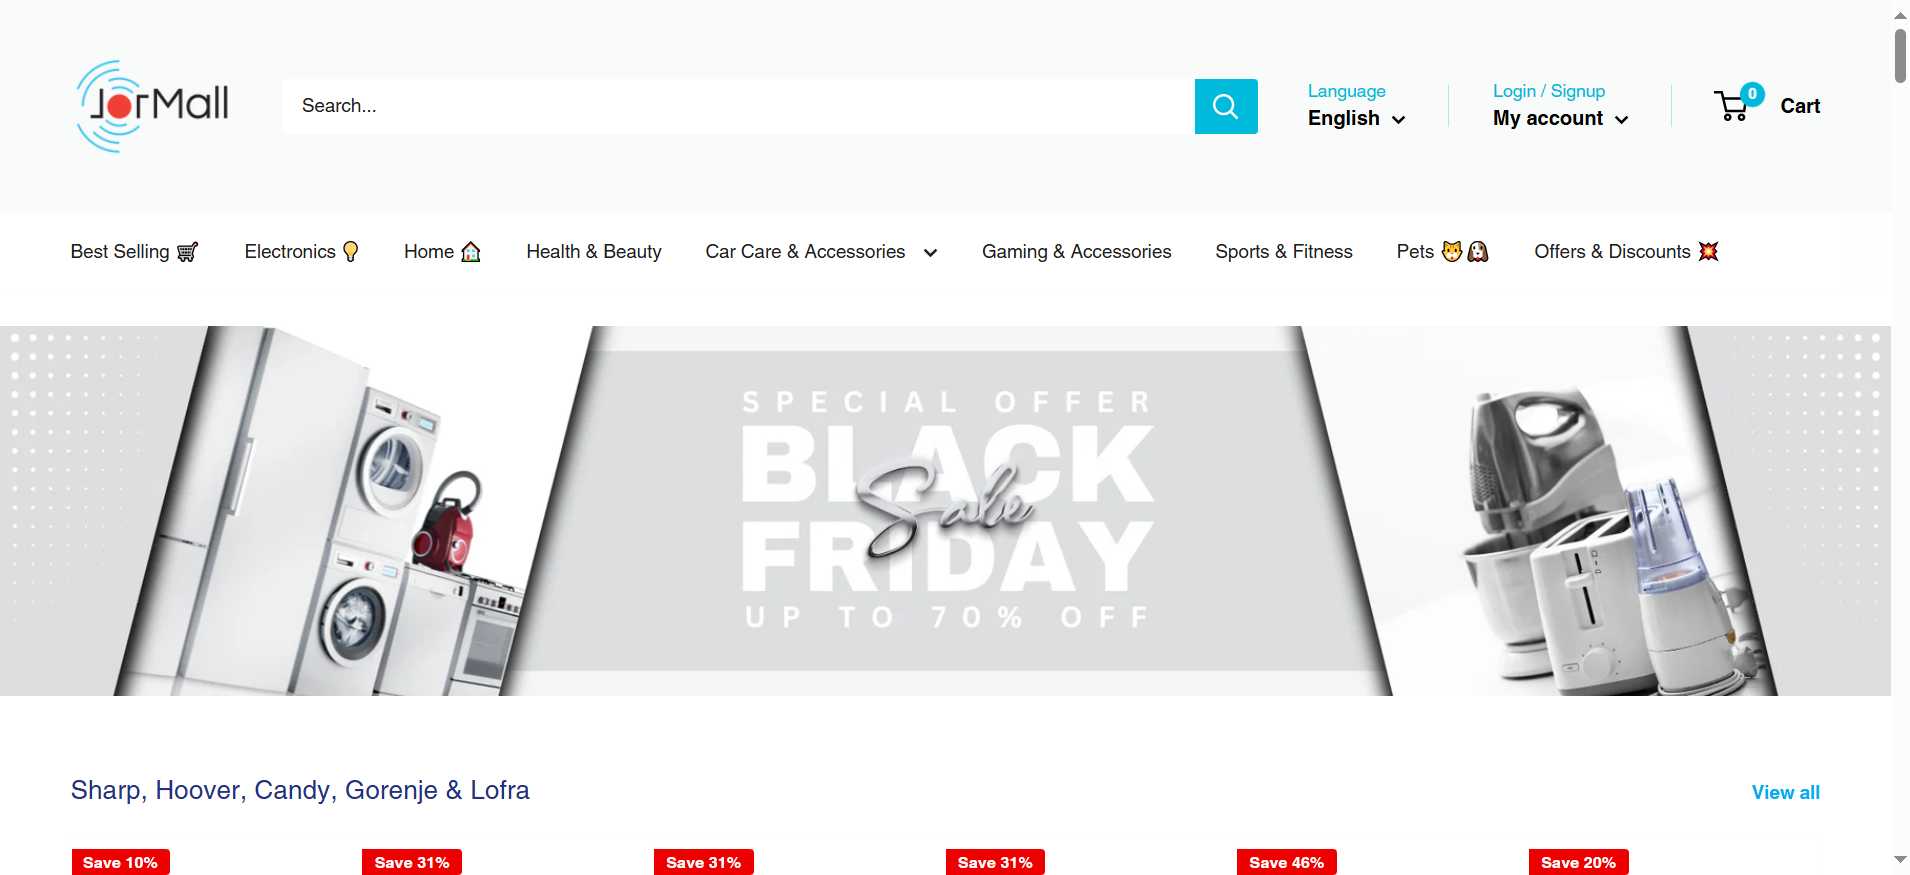 JorMall
Search...
Language
English
Login / Signup
My account
0
Cart
Best Selling 🛒
Electronics 💡
Home 🏠
Health & Beauty
Car Care & Accessories
Gaming & Accessories
Sports & Fitness
Pets 🐱🐶
Offers & Discounts 💥
SPECIAL OFFER
BLACK
Sale
FRIDAY
UP TO 70% OFF
Sharp, Hoover, Candy, Gorenje & Lofra
View all
Save 10%
Save 31%
Save 31%
Save 31%
Save 46%
Save 20%